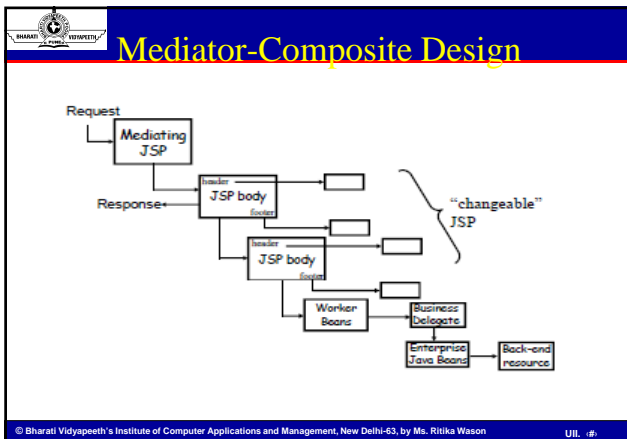 BHARATI VIDYAPEETH
PUNE
Mediator-Composite Design
Request
Mediating
JSP
header
JSP body
footer
Response
"changeable"
JSP
header
JSP body
footer
Worker
Beans
Business
Delegate
Enterprise
Java Beans
Back-end
resource
© Bharati Vidyapeeth's Institute of Computer Applications and Management, New Delhi-63, by Ms. Ritika Wason
UII. ‹#›